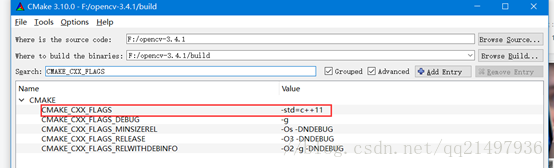 CMake 3.10.0 - F:/opencv-3.4.1/build
File Tools Options Help
Where is the source code: F:/opencv-3.4.1 Browse Source...
Where to build the binaries: F:/opencv-3.4.1/build Browse Build...
Search: CMAKE_CXX_FLAGS Grouped Advanced Add Entry Remove Entry
Name Value
CMAKE
CMAKE_CXX_FLAGS -std=c++11
CMAKE_CXX_FLAGS_DEBUG -g
CMAKE_CXX_FLAGS_MINSIZEREL -Os -DNDEBUG
CMAKE_CXX_FLAGS_RELEASE -O3 -DNDEBUG
CMAKE_CXX_FLAGS_RELWITHDEBINFO -O2 -g -DNDEBUG
blog.csdn.net/qq21497936